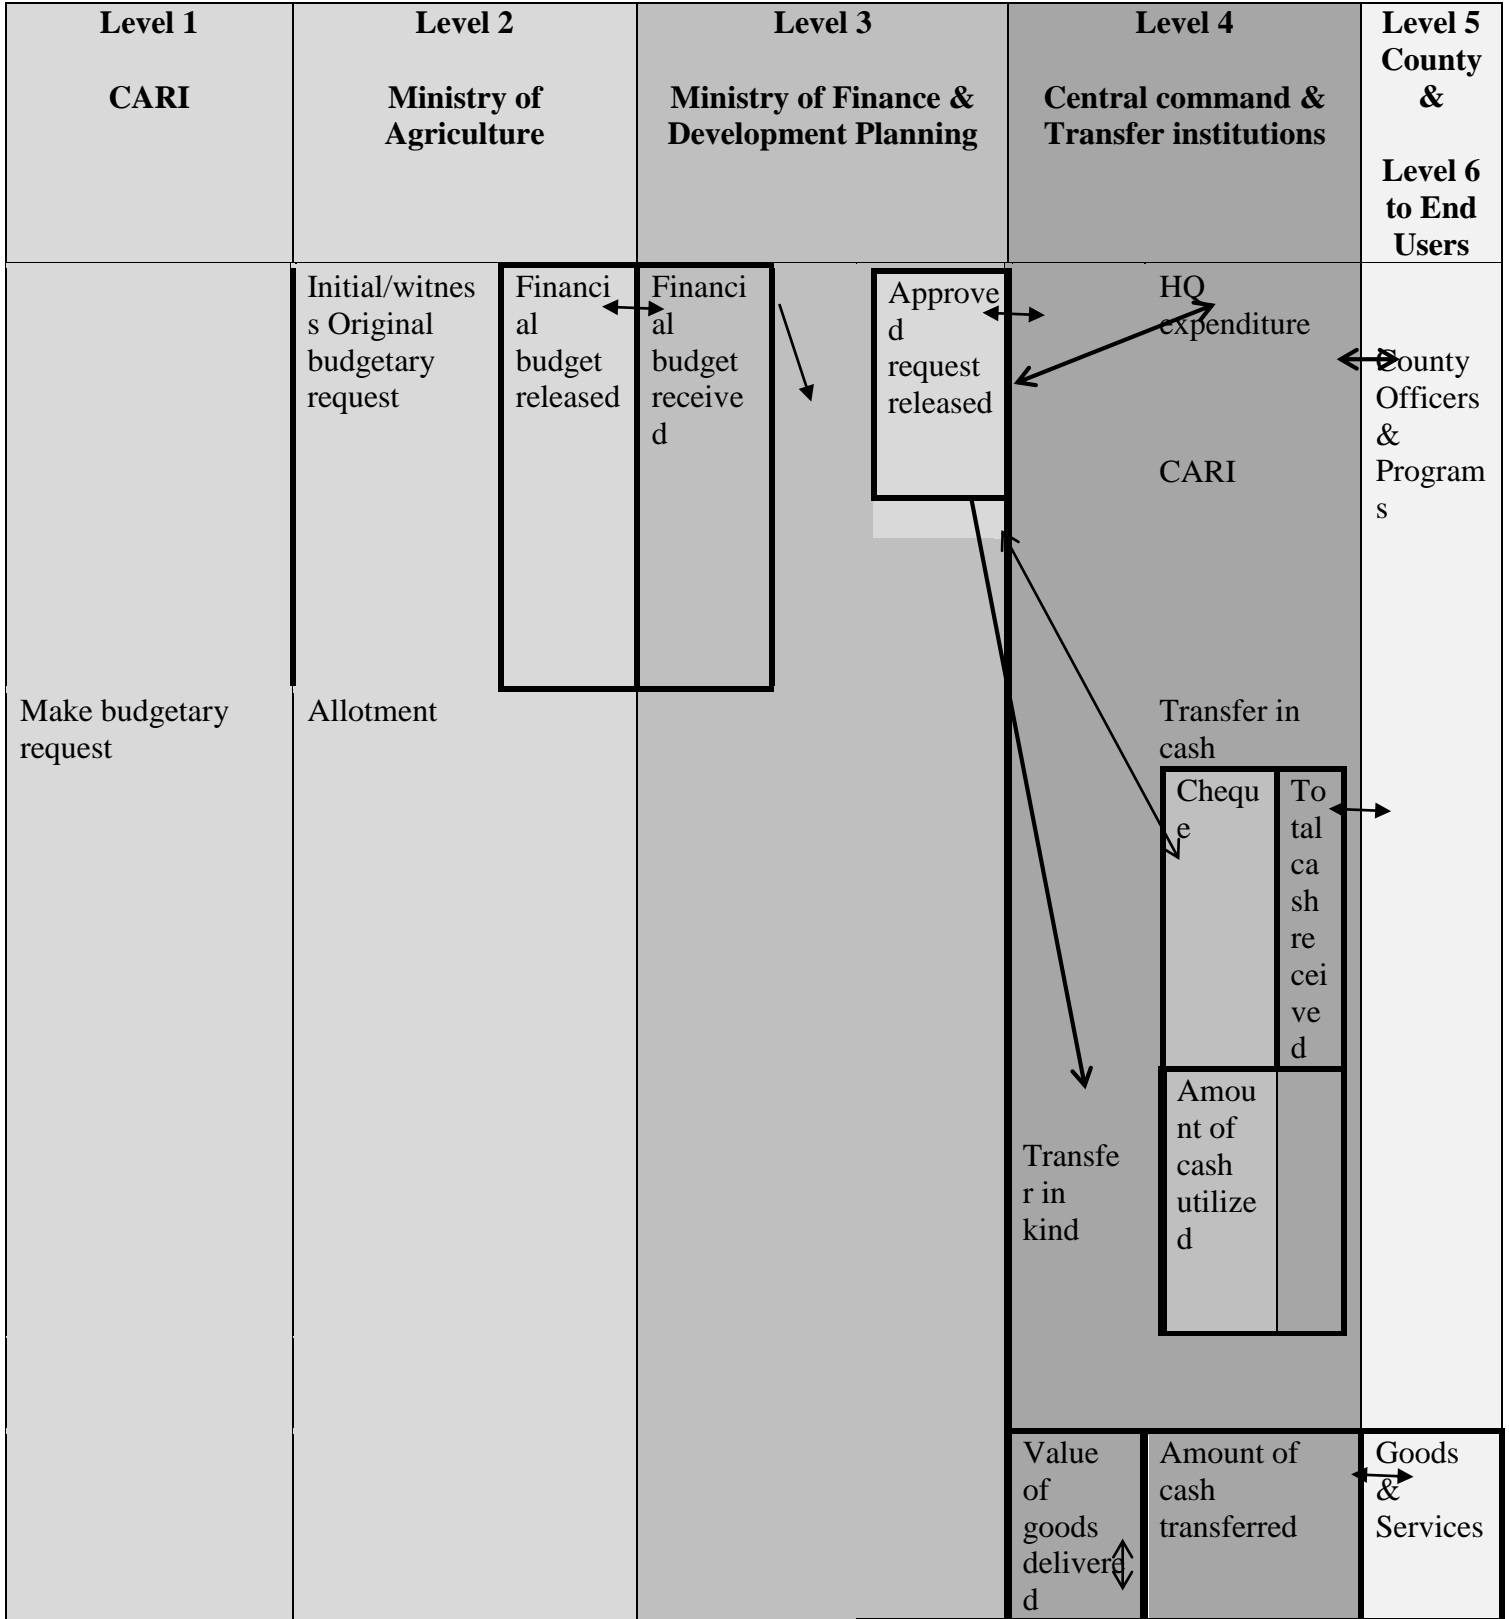 Level 1
CARI
Level 2
Ministry of
Agriculture
Level 3
Ministry of Finance &
Development Planning
Level 4
Central command &
Transfer institutions
Level 5
County
&
Level 6
to End
Users
Initial/witnes
s Original
budgetary
request
Financi
al
budget
released
Financi
al
budget
receive
d
Approve
d
request
released
HQ
expenditure
CARI
County
Officers
&
Program
s
Make budgetary
request
Allotment
Transfer in
cash
Chequ
e
To
tal
ca
sh
re
cei
ve
d
Transfe
r in
kind
Amou
nt of
cash
utilize
d
Value
of
goods
delivere
d
Amount of
cash
transferred
Goods
&
Services